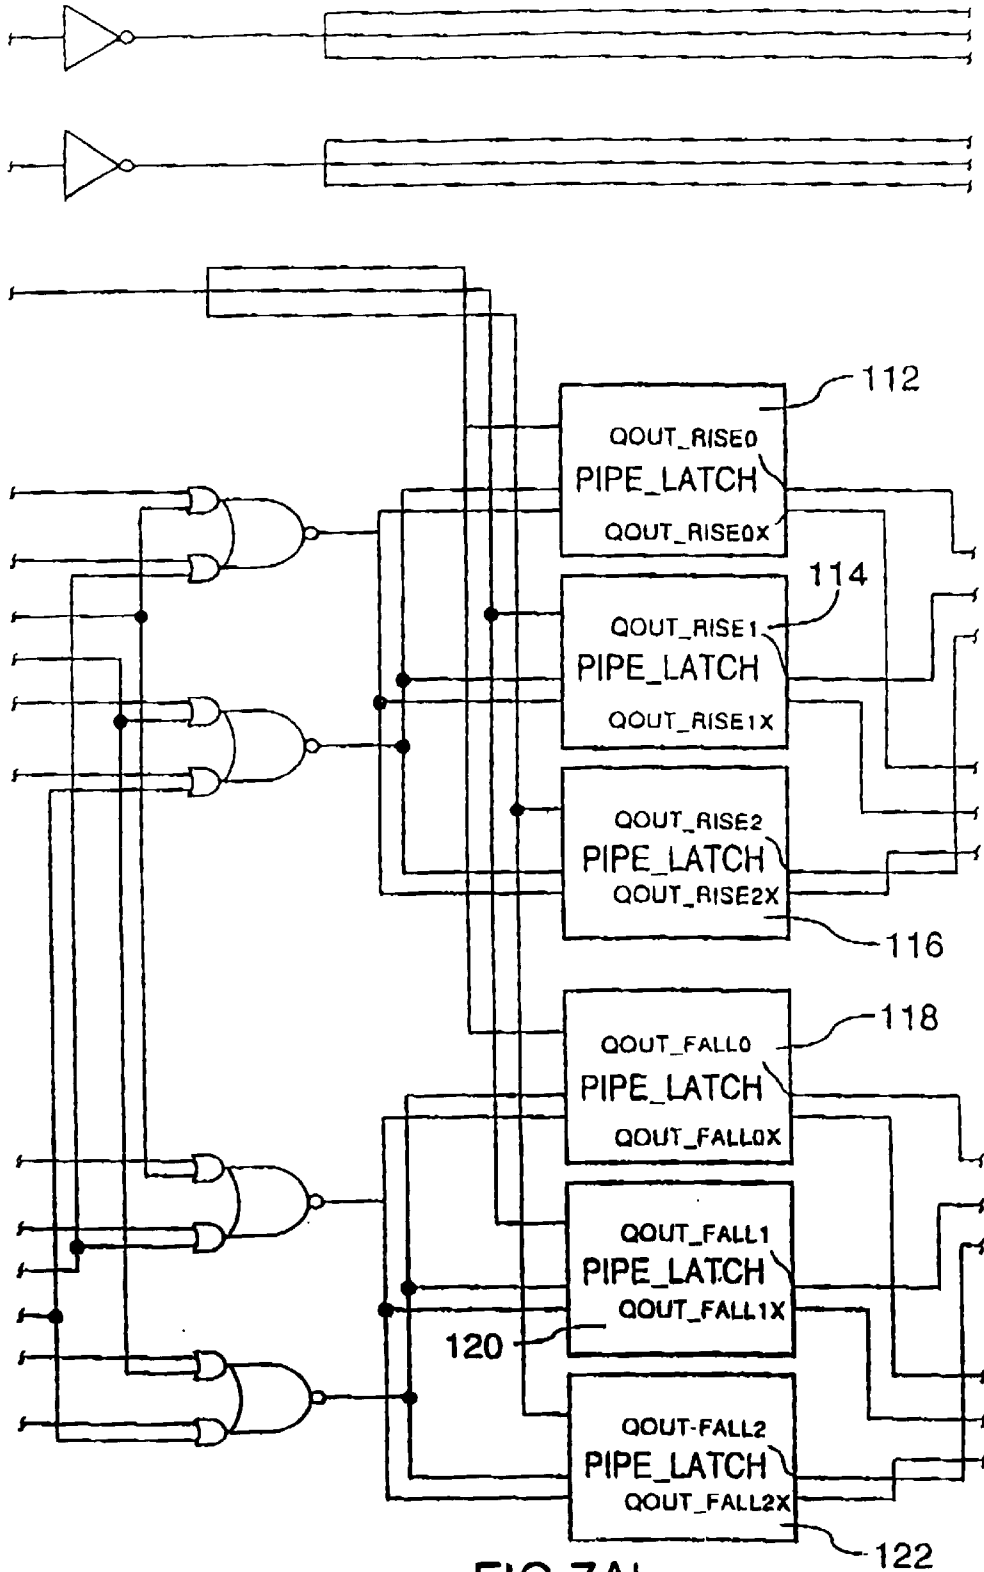 112
QOUT_RISE0
PIPE_LATCH
QOUT_RISE0X
114
QOUT_RISE1
PIPE_LATCH
QOUT_RISE1X
QOUT_RISE2
PIPE_LATCH
QOUT_RISE2X
116
118
QOUT_FALL0
PIPE_LATCH
QOUT_FALL0X
QOUT_FALL1
PIPE_LATCH
QOUT_FALL1X
120
QOUT-FALL2
PIPE_LATCH
QOUT_FALL2X
122